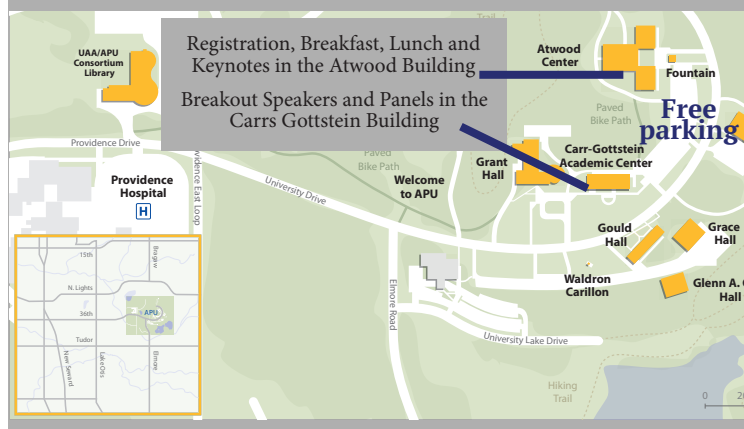 Trail
Registration, Breakfast, Lunch and
Keynotes in the Atwood Building
Breakout Speakers and Panels in the
Carrs Gottstein Building
UAA/APU
Consortium
Library
Atwood
Center
Fountain
Paved
Bike Path
Free
parking
Providence Drive
Paved
Bike Path
Grant
Hall
Carr-Gottstein
Academic Center
Providence
Hospital
H
University Drive
Welcome
to APU
Gould
Hall
Grace
Hall
Waldron
Carillon
Glenn A.
Hall
Elmore Road
University Lake Drive
Hiking
Trail
0
15th
Bragaw
N. Lights
36th
APU
Tudor
New Seward
Lake Otis
Elmore